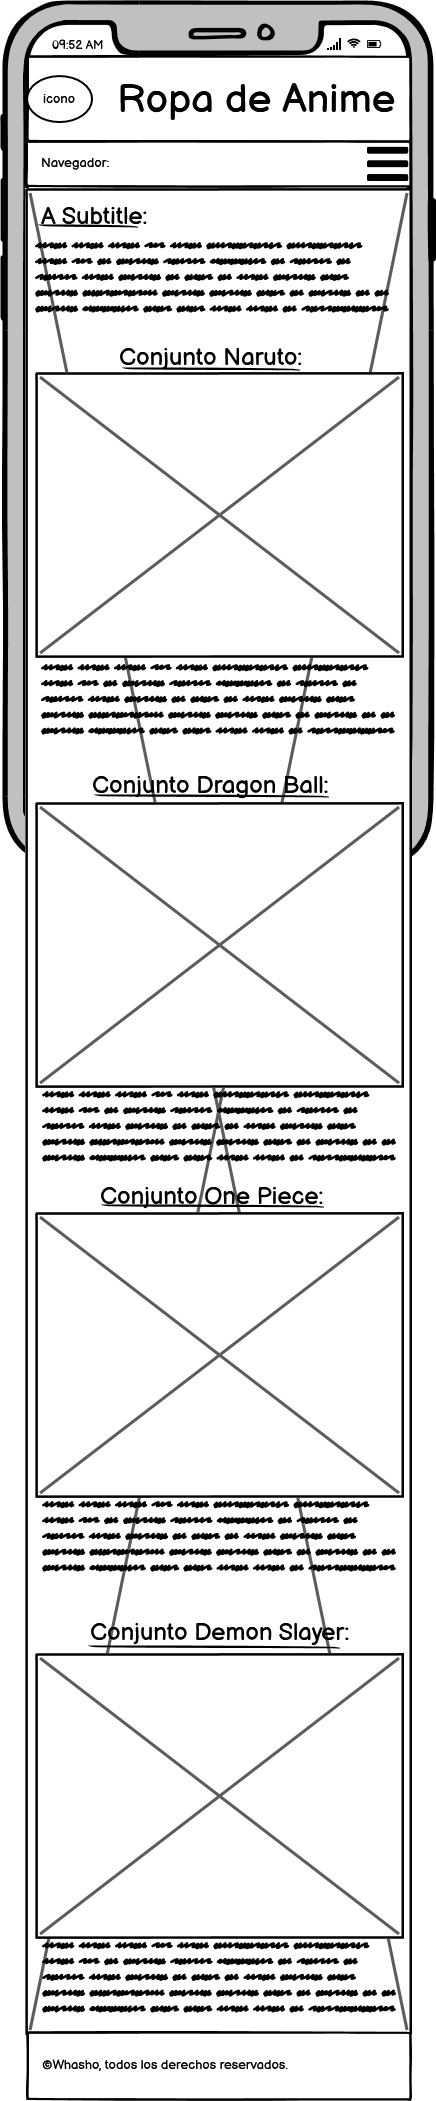 09:52 AM
icono
Ropa de Anime
Navegador:
A Subtitle:
Conjunto Naruto:
Conjunto Dragon Ball:
Conjunto One Piece:
Conjunto Demon Slayer:
©Whasho, todos los derechos reservados.